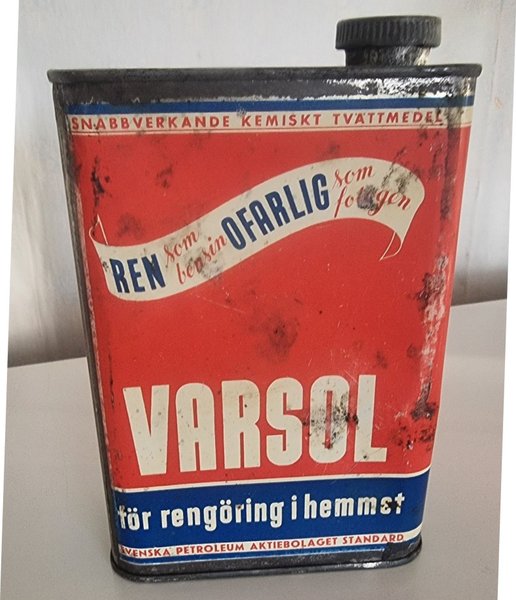 SNABBVERKANDE KEMISKT TVÄTTMEDEL
REN som bensin OFARLIG som fotogen
VARSOL
för rengöring i hemmet
SVENSKA PETROLEUM AKTIEBOLAGET STANDARD